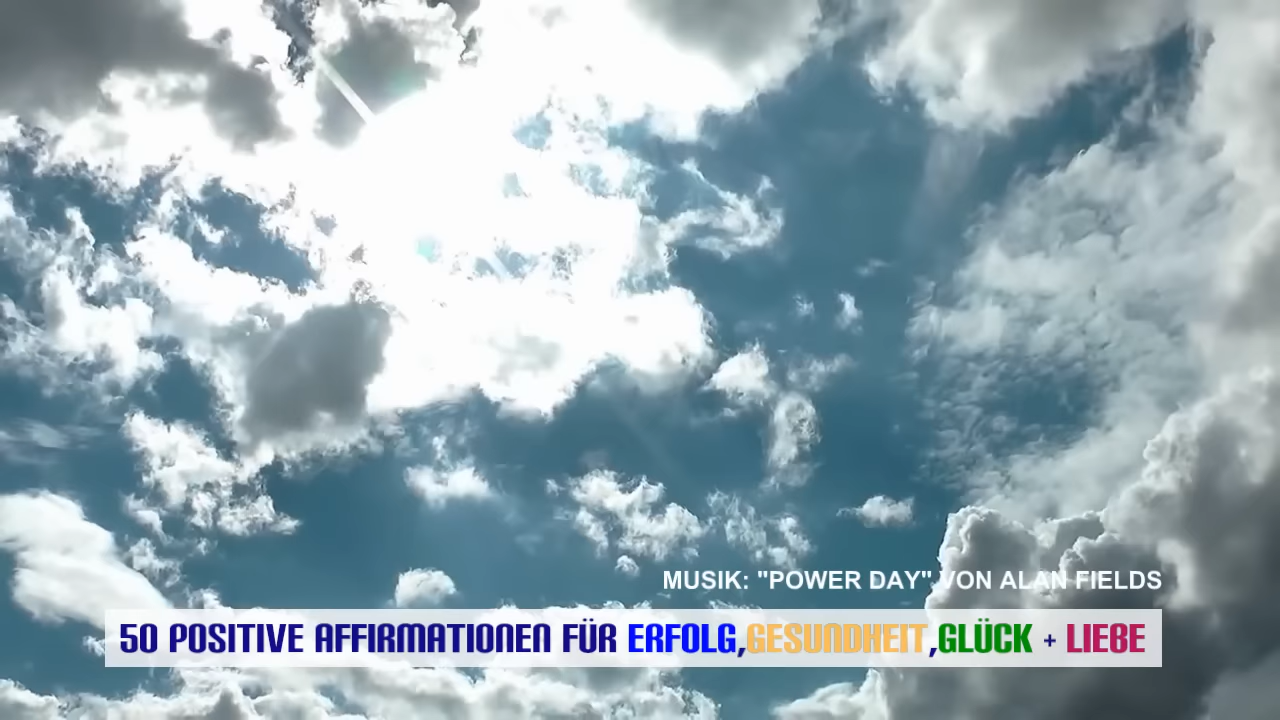 MUSIK: "POWER DAY" VON ALAN FIELDS
50 POSITIVE AFFIRMATIONEN FÜR ERFOLG,GESUNDHEIT,GLÜCK + LIEBE